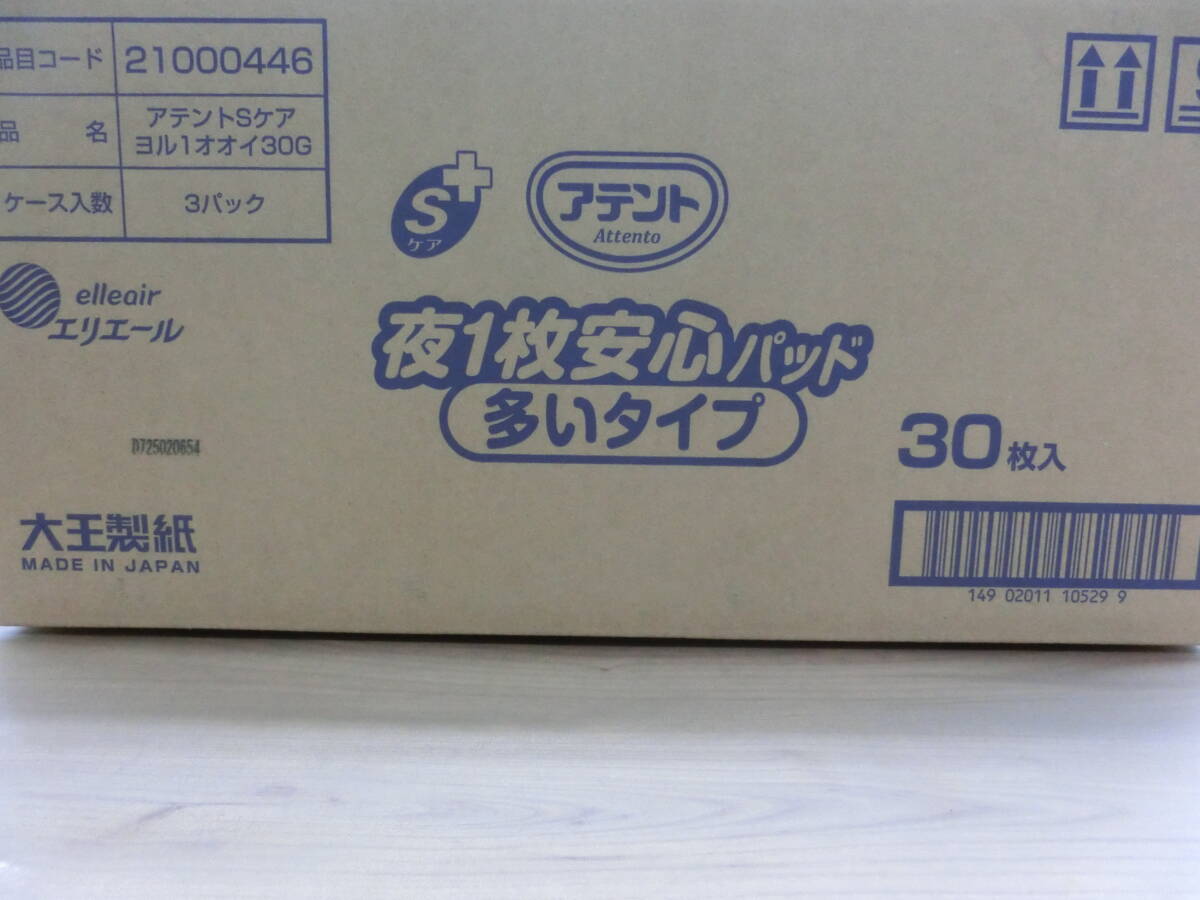 品目コード 21000446
品 名 アテントSケア
ヨル1オオイ30G
ケース入数 3パック
S
ケア
アテント
Attento
elleair
エリエール
夜1枚安心パッド
多いタイプ
30枚入
D725020654
大王製紙
MADE IN JAPAN
149 02011 10529 9